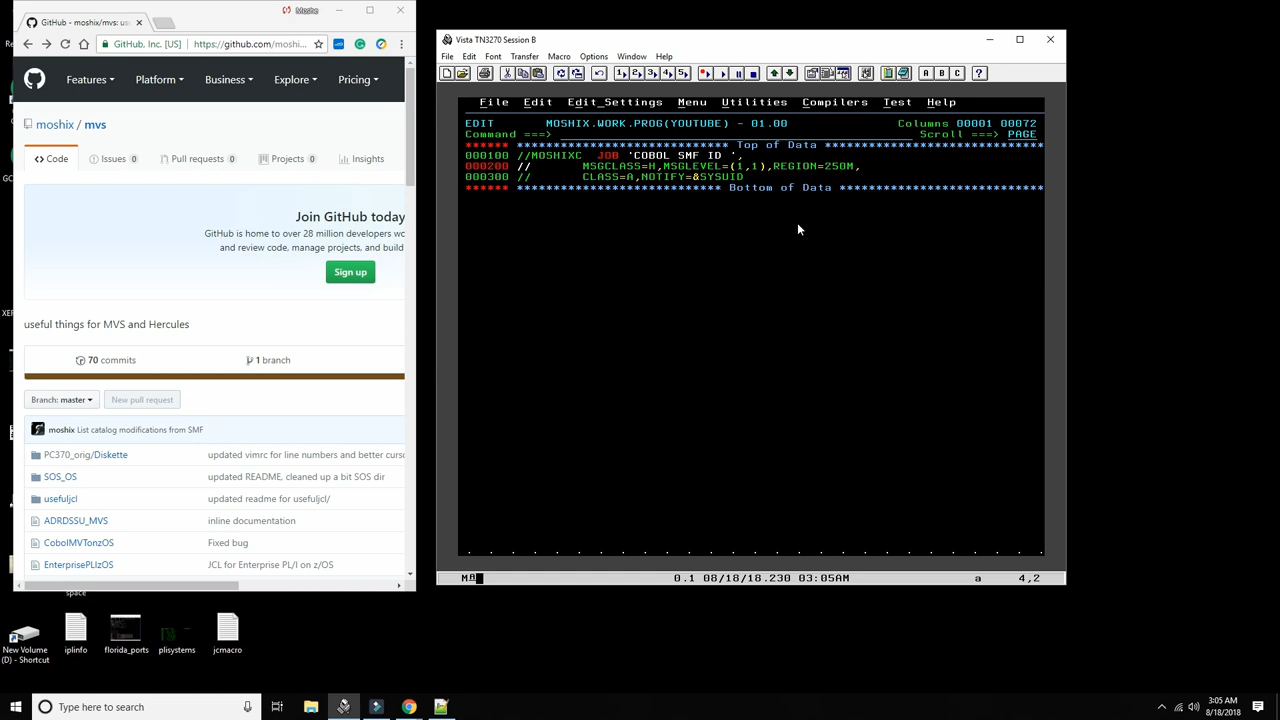 GitHub - moshix/mvs: use
Moshe
GitHub, Inc. [US]
https://github.com/moshi...
Features
Platform
Business
Explore
Pricing
moshix / mvs
Code
Issues 0
Pull requests 0
Projects 0
Insights
Join GitHub today
GitHub is home to over 28 million developers wo
and review code, manage projects, and build
Sign up
useful things for MVS and Hercules
70 commits
1 branch
Branch: master
New pull request
moshix List catalog modifications from SMF
PC370_orig/Diskette updated vimrc for line numbers and better curso
SOS_OS updated README, cleaned up a bit SOS dir
usefuljcl updated readme for usefuljcl/
ADRDSSU_MVS inline documentation
CobolMVTonzOS Fixed bug
EnterprisePLIzOS JCL for Enterprise PL/I on z/OS
Vista TN3270 Session B
File Edit Font Transfer Macro Options Window Help
A B C
File Edit Edit_Settings Menu Utilities Compilers Test Help
EDIT MOSHIX.WORK.PROG(YOUTUBE) - 01.00 Columns 00001 00072
Command ===> Scroll ===> PAGE
****** *************************** Top of Data ****************************
000100 //MOSHIXC JOB 'COBOL SMF ID ',
000200 // MSGCLASS=H,MSGLEVEL=(1,1),REGION=250M,
000300 // CLASS=A,NOTIFY=&SYSUID
****** *************************** Bottom of Data **************************
0.1 08/18/18.230 03:05AM a 4,2
space
New Volume
(D) - Shortcut
iplinfo
florida_ports
plisystems
jcmacro
Type here to search
3:05 AM
8/18/2018